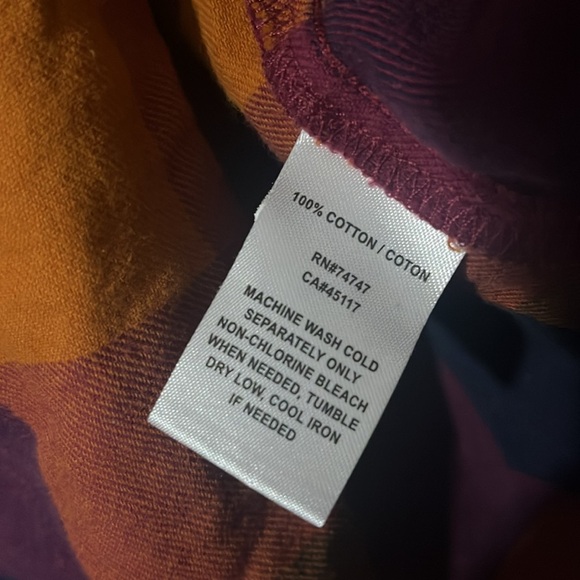 100% COTTON / COTON
RN#74747
CA#45117
MACHINE WASH COLD
SEPARATELY ONLY
NON-CHLORINE BLEACH
WHEN NEEDED, TUMBLE
DRY LOW, COOL IRON
IF NEEDED